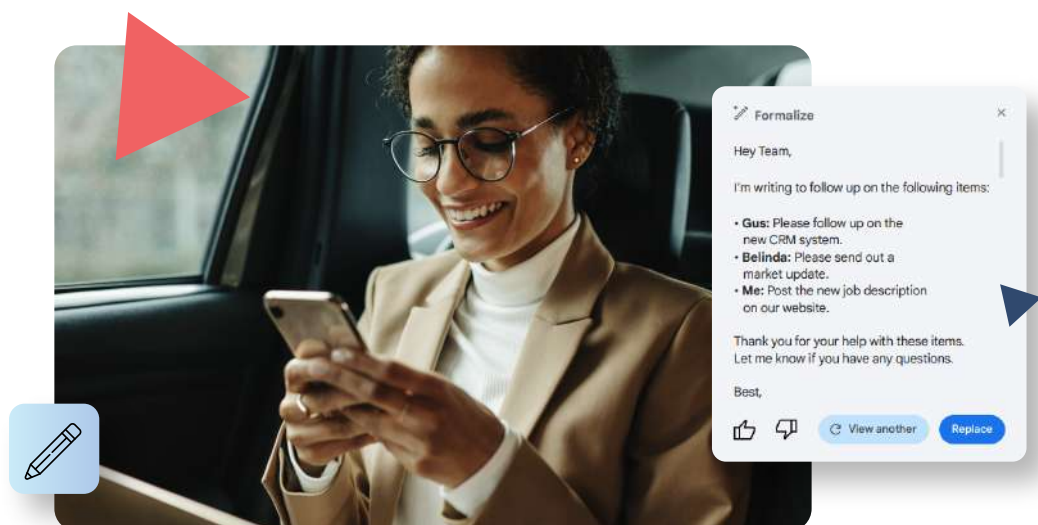 Formalize
Hey Team,
I'm writing to follow up on the following items:
• Gus: Please follow up on the
new CRM system.
• Belinda: Please send out a
market update.
• Me: Post the new job description
on our website.
Thank you for your help with these items.
Let me know if you have any questions.
Best,
View another
Replace